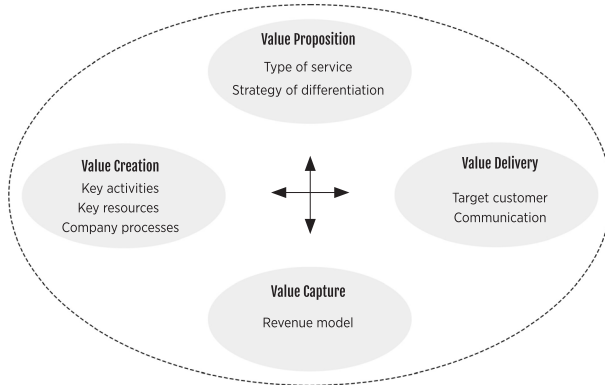 Value Proposition
Type of service
Strategy of differentiation
Value Creation
Key activities
Key resources
Company processes
Value Delivery
Target customer
Communication
Value Capture
Revenue model